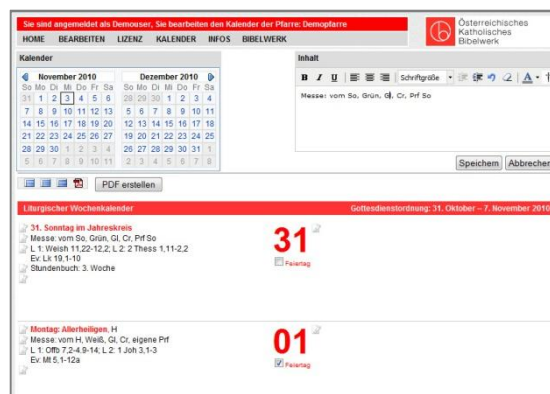 Sie sind angemeldet als Demouser, Sie bearbeiten den Kalender der Pfarre: Demopfarre
HOME BEARBEITEN LIZENZ KALENDER INFOS BIBELWERK
Österreichisches
Katholisches
Bibelwerk
Kalender
November 2010
So Mo Di Mi Do Fr Sa
31 1 2 3 4 5 6
7 8 9 10 11 12 13
14 15 16 17 18 19 20
21 22 23 24 25 26 27
28 29 30 1 2 3 4
5 6 7 8 9 10 11
Dezember 2010
So Mo Di Mi Do Fr Sa
28 29 30 1 2 3 4
5 6 7 8 9 10 11
12 13 14 15 16 17 18
19 20 21 22 23 24 25
26 27 28 29 30 31 1
2 3 4 5 6 7 8
Inhalt
B I U Schriftgröße A
Messe: vom So, Grün, Gl, Cr, Prf So
Speichern Abbrechen
PDF erstellen
Liturgischer Wochenkalender Gottesdienstordnung: 31. Oktober – 7. November 2010
31. Sonntag im Jahreskreis
Messe: vom So, Grün, Gl, Cr, Prf So
L 1: Weish 11,22-12,2; L 2: 2 Thess 1,11-2,2
Ev: Lk 19,1-10
Stundenbuch: 3. Woche
31
Feiertag
Montag: Allerheiligen, H
Messe: vom H, Weiß, Gl, Cr, eigene Prf
L 1: Offb 7,2-4.9-14; L 2: 1 Joh 3,1-3
Ev: Mt 5,1-12a
01
Feiertag